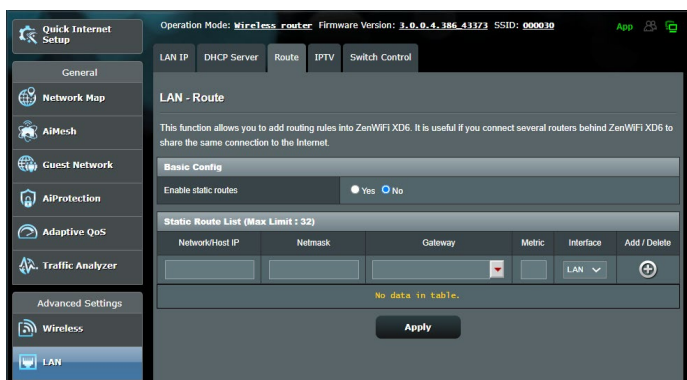 Quick Internet
Setup
Operation Mode: Wireless router Firmware Version: 3.0.0.4.386_43373 SSID: 000030
App
LAN IP DHCP Server Route IPTV Switch Control
General
Network Map
AiMesh
Guest Network
AiProtection
Adaptive QoS
Traffic Analyzer
Advanced Settings
Wireless
LAN
LAN - Route
This function allows you to add routing rules into ZenWiFi XD6. It is useful if you connect several routers behind ZenWiFi XD6 to
share the same connection to the Internet.
Basic Config
Enable static routes Yes No
Static Route List (Max Limit : 32)
Network/Host IP Netmask Gateway Metric Interface Add / Delete
LAN
No data in table.
Apply